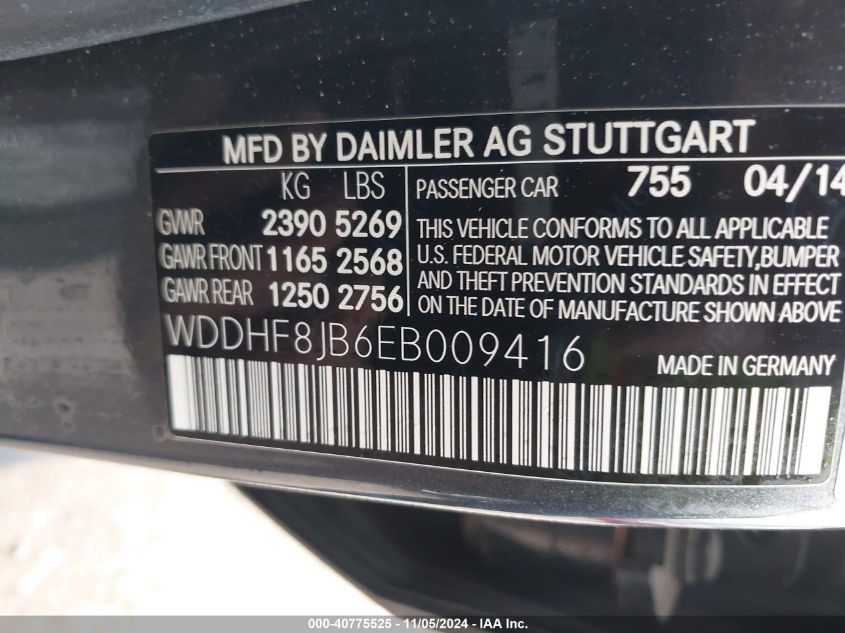 MFD BY DAIMLER AG STUTTGART
KG LBS
GVWR 2390 5269
GAWR FRONT 1165 2568
GAWR REAR 1250 2756
PASSENGER CAR 755 04/14
THIS VEHICLE CONFORMS TO ALL APPLICABLE
U.S. FEDERAL MOTOR VEHICLE SAFETY,BUMPER
AND THEFT PREVENTION STANDARDS IN EFFECT
ON THE DATE OF MANUFACTURE SHOWN ABOVE
WDDHF8JB6EB009416
MADE IN GERMANY
000-40775525 - 11/05/2024 - IAA Inc.